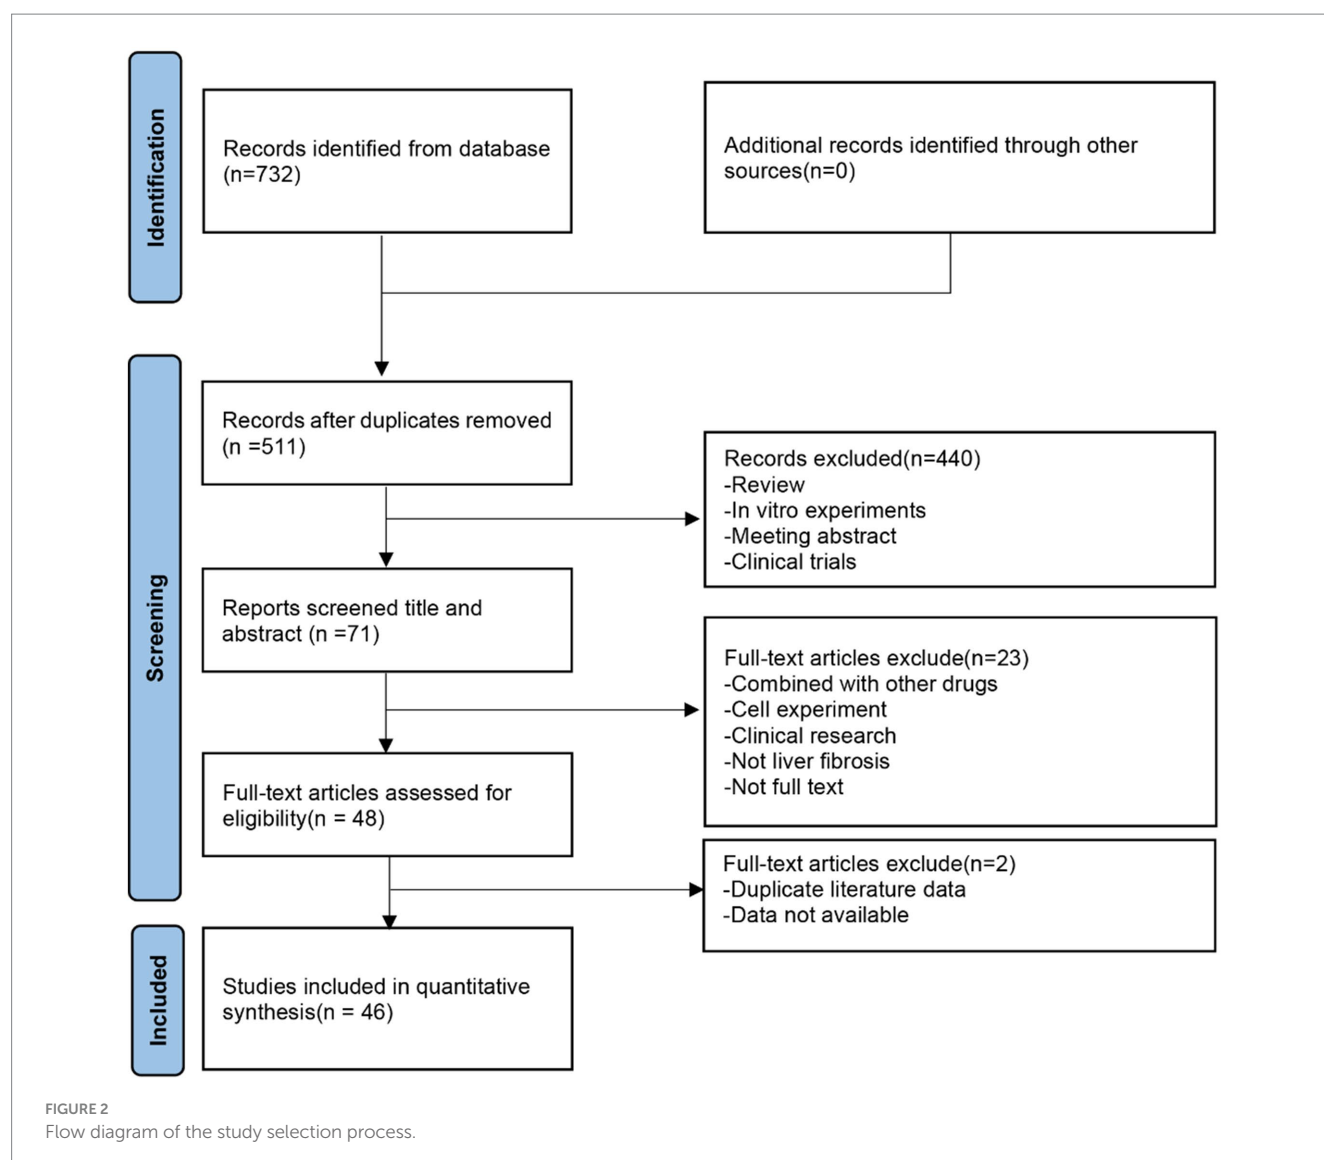 Identification
Records identified from database
(n=732)
Additional records identified through other
sources(n=0)
Screening
Records after duplicates removed
(n =511)
Records excluded(n=440)
-Review
-In vitro experiments
-Meeting abstract
-Clinical trials
Reports screened title and
abstract (n =71)
Full-text articles exclude(n=23)
-Combined with other drugs
-Cell experiment
-Clinical research
-Not liver fibrosis
-Not full text
Full-text articles assessed for
eligibility(n = 48)
Full-text articles exclude(n=2)
-Duplicate literature data
-Data not available
Included
Studies included in quantitative
synthesis(n = 46)
FIGURE 2
Flow diagram of the study selection process.